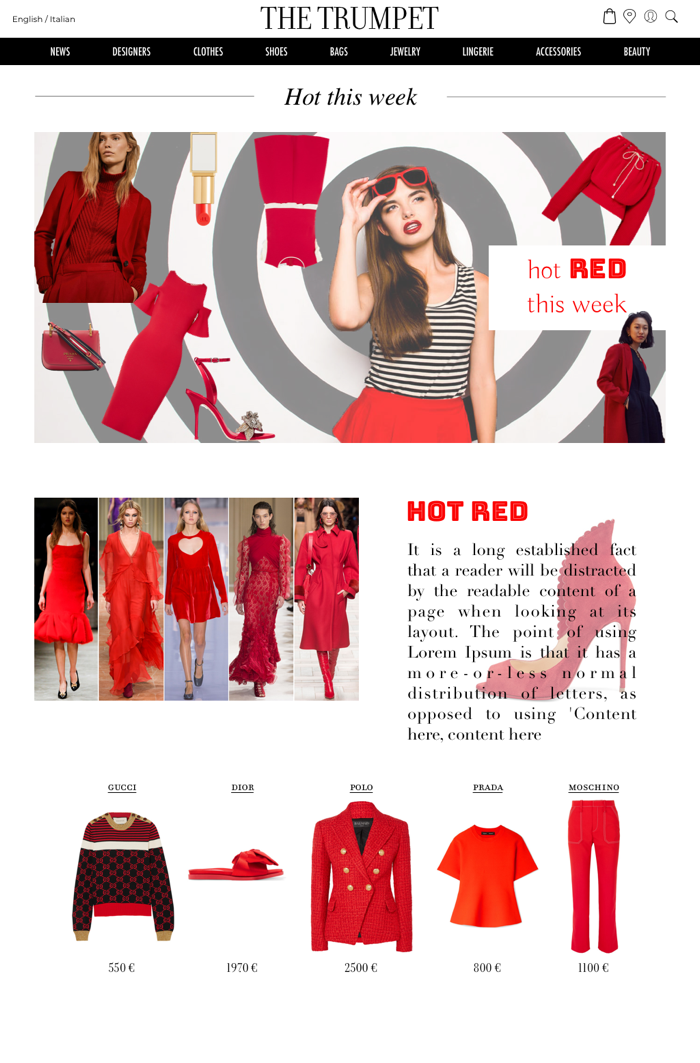 English / Italian
THE TRUMPET
NEWS DESIGNERS CLOTHES SHOES BAGS JEWELRY LINGERIE ACCESSORIES BEAUTY
Hot this week
hot RED
this week
HOT RED
It is a long established fact
that a reader will be distracted
by the readable content of a
page when looking at its
layout. The point of using
Lorem Ipsum is that it has a
more-or-less normal
distribution of letters, as
opposed to using 'Content
here, content here
GUCCI DIOR POLO PRADA MOSCHINO
550 € 1970 € 2500 € 800 € 1100 €